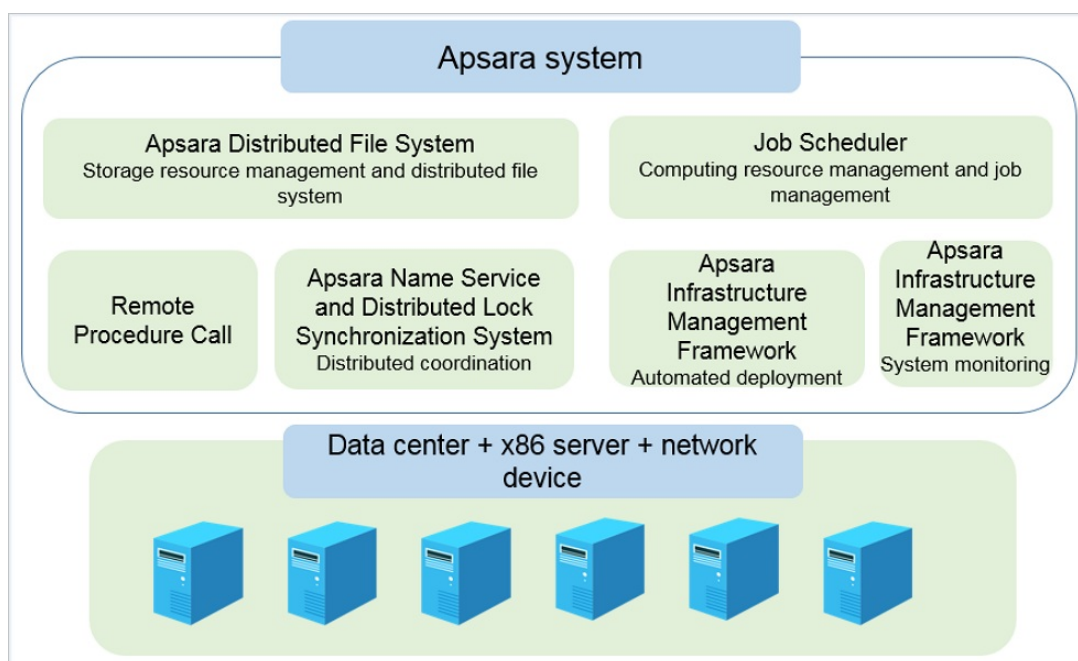 Apsara system
Apsara Distributed File System
Storage resource management and distributed file
system
Job Scheduler
Computing resource management and job
management
Remote
Procedure Call
Apsara Name Service
and Distributed Lock
Synchronization System
Distributed coordination
Apsara
Infrastructure
Management
Framework
Automated deployment
Apsara
Infrastructure
Management
Framework
System monitoring
Data center + x86 server + network
device